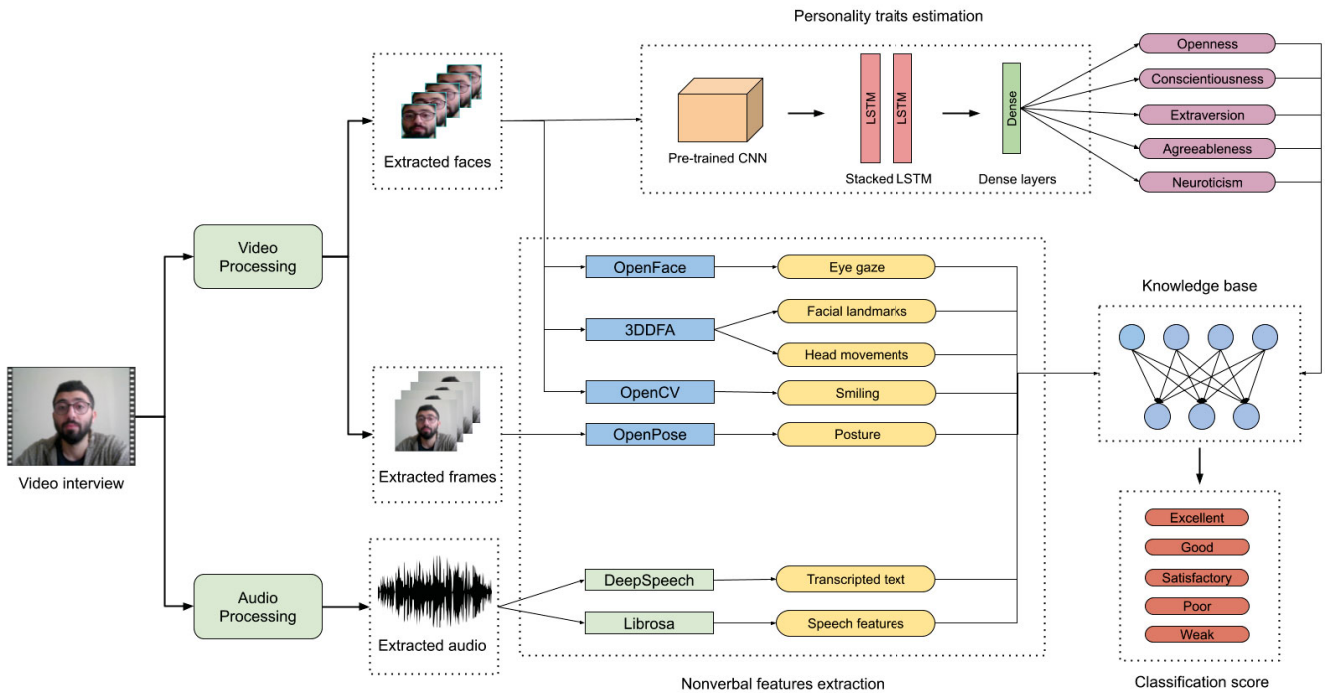 Personality traits estimation
Extracted faces
Pre-trained CNN
LSTM
LSTM
Stacked LSTM
Dense
Dense layers
Openness
Conscientiousness
Extraversion
Agreeableness
Neuroticism
Video
Processing
OpenFace
Eye gaze
3DDFA
Facial landmarks
Head movements
OpenCV
Smiling
OpenPose
Posture
Knowledge base
Video interview
Extracted frames
Audio
Processing
Extracted audio
DeepSpeech
Transcripted text
Librosa
Speech features
Nonverbal features extraction
Excellent
Good
Satisfactory
Poor
Weak
Classification score